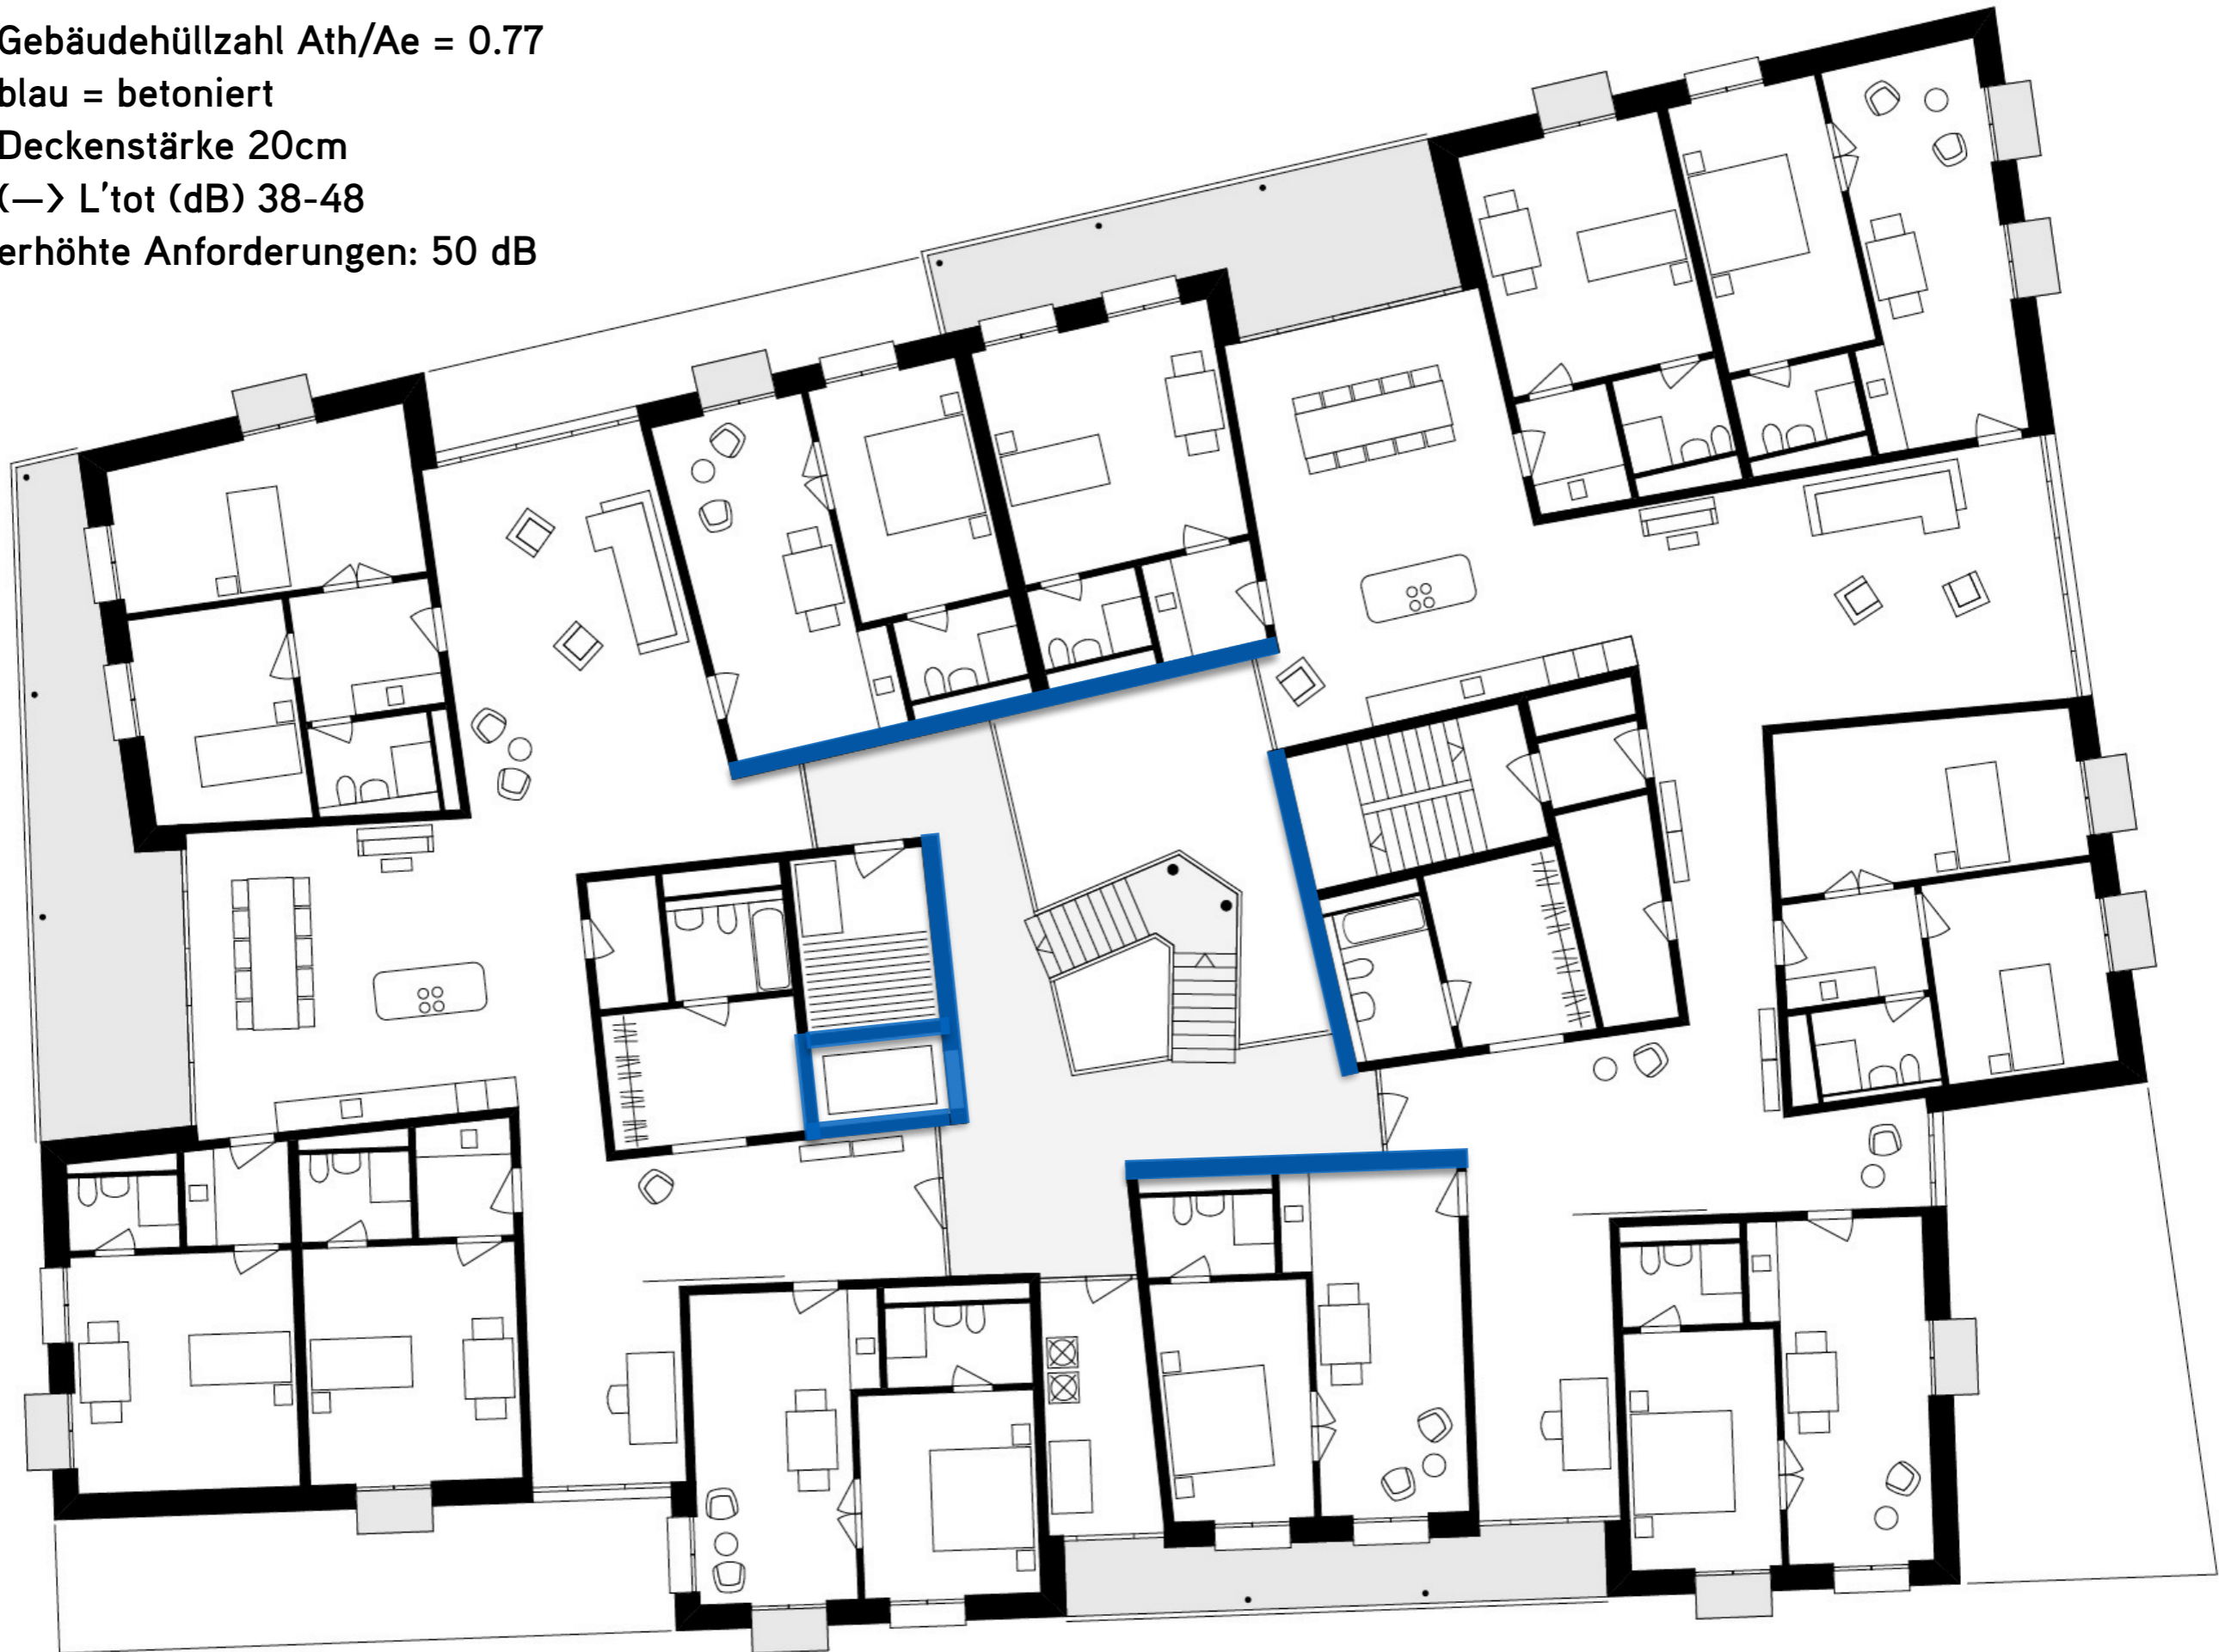 Gebäudehüllzahl Ath/Ae = 0.77
blau = betoniert
Deckenstärke 20cm
(—> L'tot (dB) 38-48
erhöhte Anforderungen: 50 dB